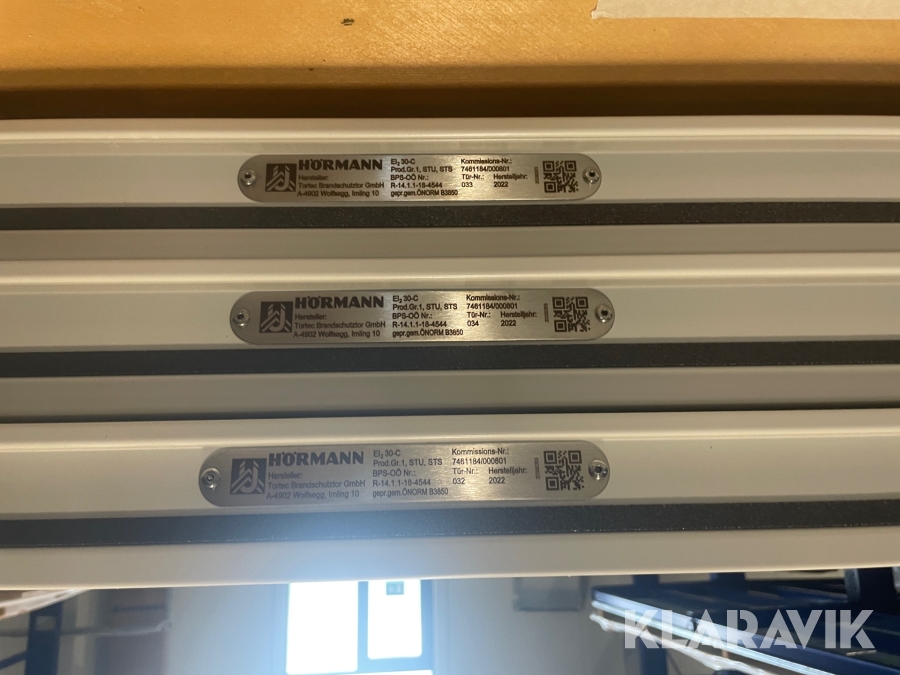 HÖRMANN
Hersteller:
Tortec Brandschutztor GmbH
A-4902 Wolfsegg, Imling 10
EI₂ 30-C
Prod.Gr.1, STU, STS
BPS-OÖ Nr.:
R-14.1.1-18-4544
gepr.gem.ÖNORM B3850
Kommissions-Nr.:
7461184/000801
Tür-Nr.: Herstelljahr:
033 2022
HÖRMANN
Hersteller:
Tortec Brandschutztor GmbH
A-4902 Wolfsegg, Imling 10
EI₂ 30-C
Prod.Gr.1, STU, STS
BPS-OÖ Nr.:
R-14.1.1-18-4544
gepr.gem.ÖNORM B3850
Kommissions-Nr.:
7461184/000801
Tür-Nr.: Herstelljahr:
034 2022
HÖRMANN
Hersteller:
Tortec Brandschutztor GmbH
A-4902 Wolfsegg, Imling 10
EI₂ 30-C
Prod.Gr.1, STU, STS
BPS-OÖ Nr.:
R-14.1.1-18-4544
gepr.gem.ÖNORM B3850
Kommissions-Nr.:
7461184/000801
Tür-Nr.: Herstelljahr:
032 2022
KLARAVIK